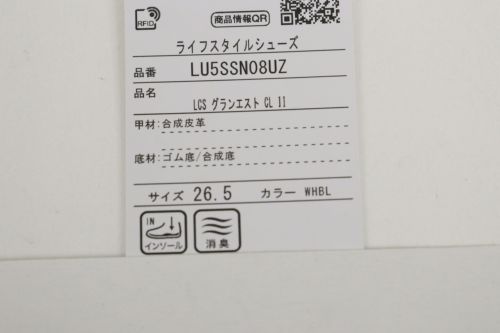 RFID 商品情報QR
ライフスタイルシューズ
品番 LU5SSN08UZ
品名
LCS グランエスト CL II
甲材:合成皮革
底材:ゴム底/合成底
サイズ 26.5 カラー WHBL
IN
インソール 消臭